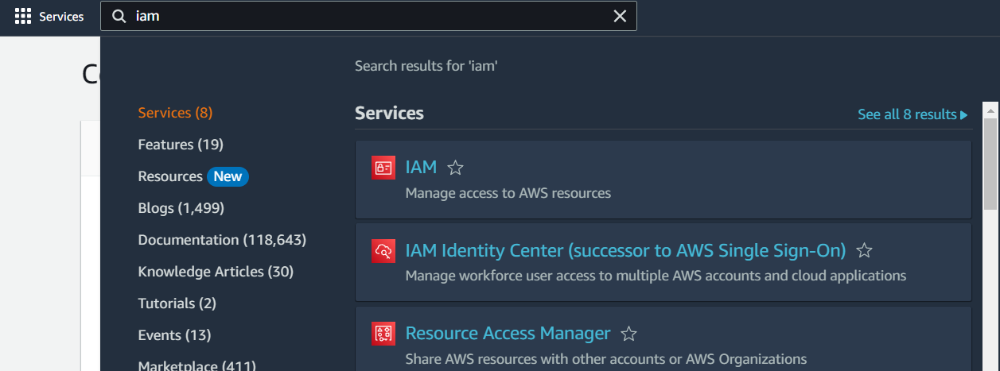 Services
iam
Search results for 'iam'
Services (8)
Features (19)
Resources New
Blogs (1,499)
Documentation (118,643)
Knowledge Articles (30)
Tutorials (2)
Events (13)
Marketplace (411)
Services
See all 8 results
IAM
Manage access to AWS resources
IAM Identity Center (successor to AWS Single Sign-On)
Manage workforce user access to multiple AWS accounts and cloud applications
Resource Access Manager
Share AWS resources with other accounts or AWS Organizations